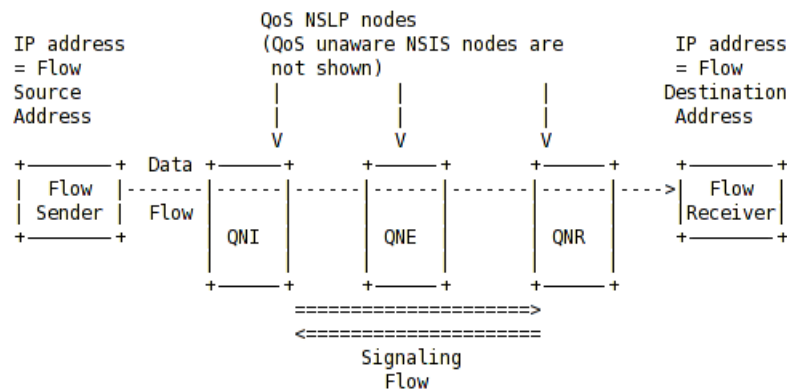 QoS NSLP nodes
IP address (QoS unaware NSIS nodes are IP address
= Flow not shown) = Flow
Source Destination
Address Address
V V V
Data
Flow Flow
Sender Flow Receiver
QNI QNE QNR
====================>
<====================
Signaling
Flow